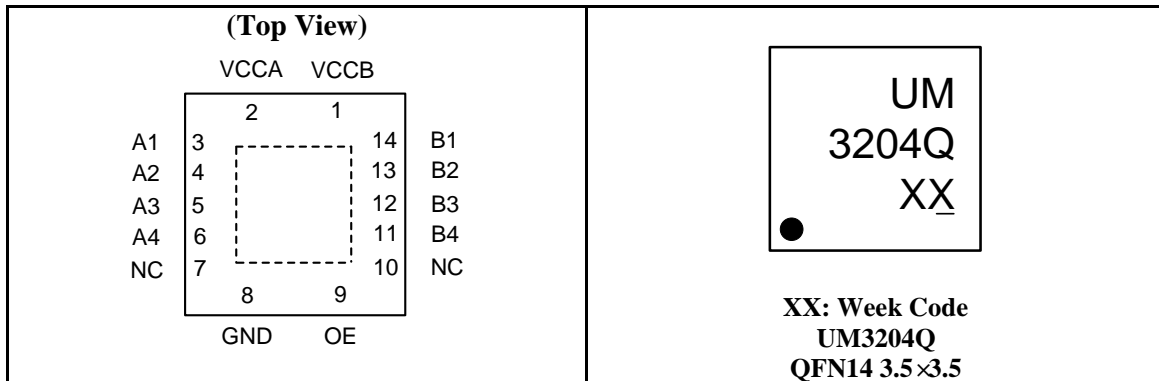 (Top View)
VCCA VCCB
2 1
A1 3 14 B1
A2 4 13 B2
A3 5 12 B3
A4 6 11 B4
NC 7 10 NC
8 9
GND OE
UM
3204Q
XX
XX: Week Code
UM3204Q
QFN14 3.5×3.5